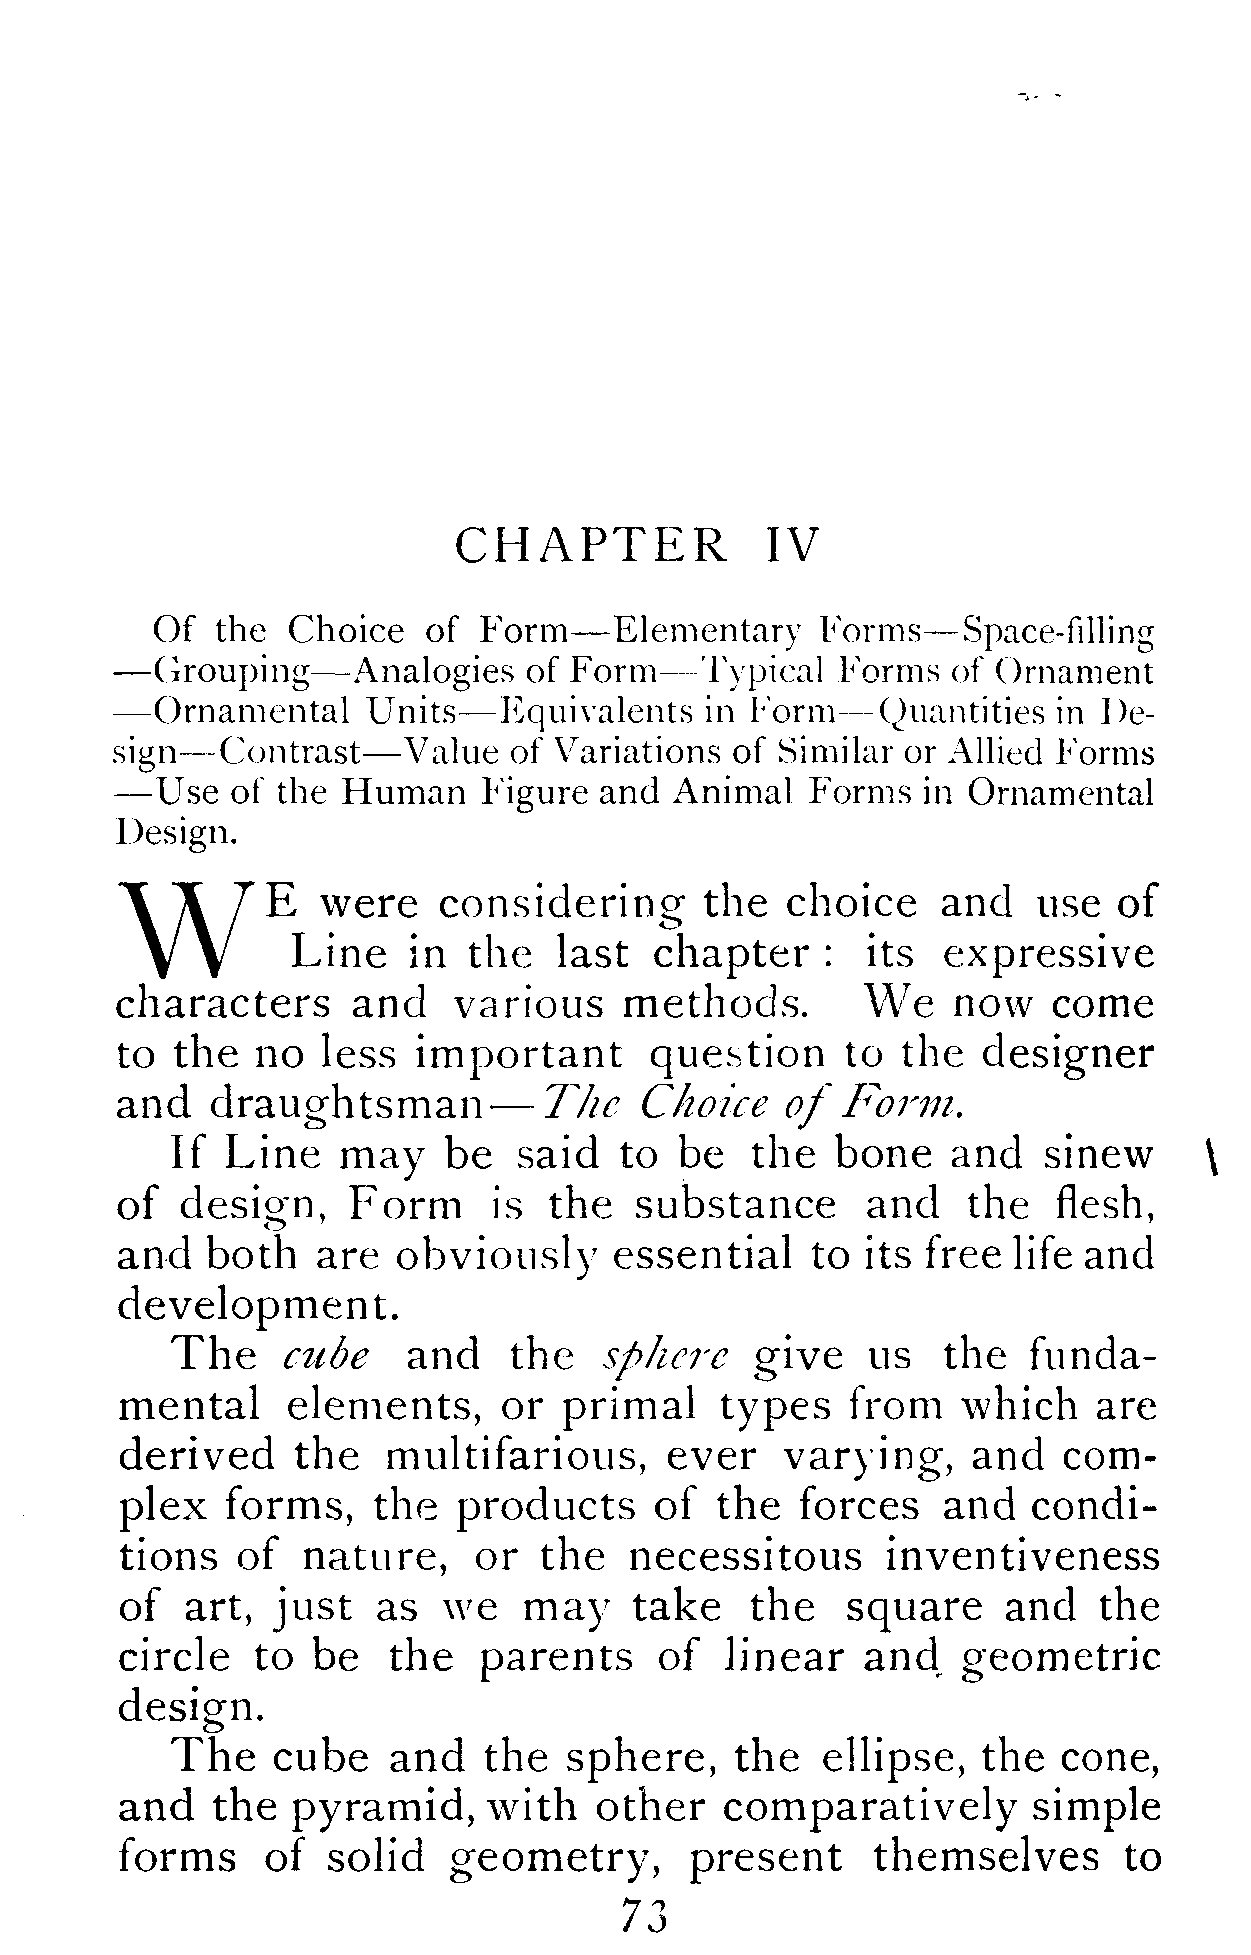 CHAPTER IV
Of the Choice of Form—Elementary Forms—Space-filling
—Grouping—Analogies of Form—Typical Forms of Ornament
—Ornamental Units—Equivalents in Form—Quantities in De-
sign—Contrast—Value of Variations of Similar or Allied Forms
—Use of the Human Figure and Animal Forms in Ornamental
Design.
WE were considering the choice and use of
Line in the last chapter : its expressive
characters and various methods. We now come
to the no less important question to the designer
and draughtsman—The Choice of Form.
If Line may be said to be the bone and sinew
of design, Form is the substance and the flesh,
and both are obviously essential to its free life and
development.
The cube and the sphere give us the funda-
mental elements, or primal types from which are
derived the multifarious, ever varying, and com-
plex forms, the products of the forces and condi-
tions of nature, or the necessitous inventiveness
of art, just as we may take the square and the
circle to be the parents of linear and geometric
design.
The cube and the sphere, the ellipse, the cone,
and the pyramid, with other comparatively simple
forms of solid geometry, present themselves to
73